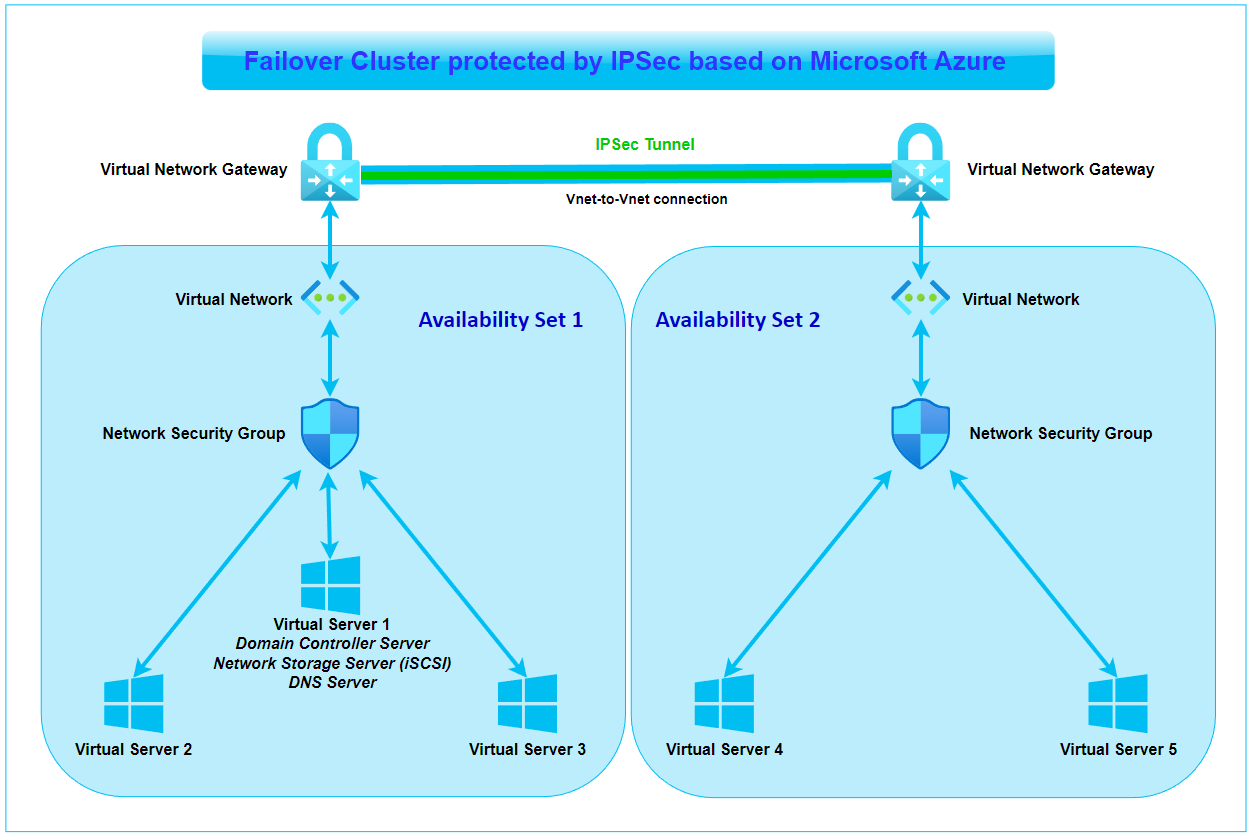 Failover Cluster protected by IPSec based on Microsoft Azure
IPSec Tunnel
Virtual Network Gateway
Virtual Network Gateway
Vnet-to-Vnet connection
Virtual Network
Virtual Network
Availability Set 1
Availability Set 2
Network Security Group
Network Security Group
Virtual Server 1
Domain Controller Server
Network Storage Server (iSCSI)
DNS Server
Virtual Server 2
Virtual Server 3
Virtual Server 4
Virtual Server 5